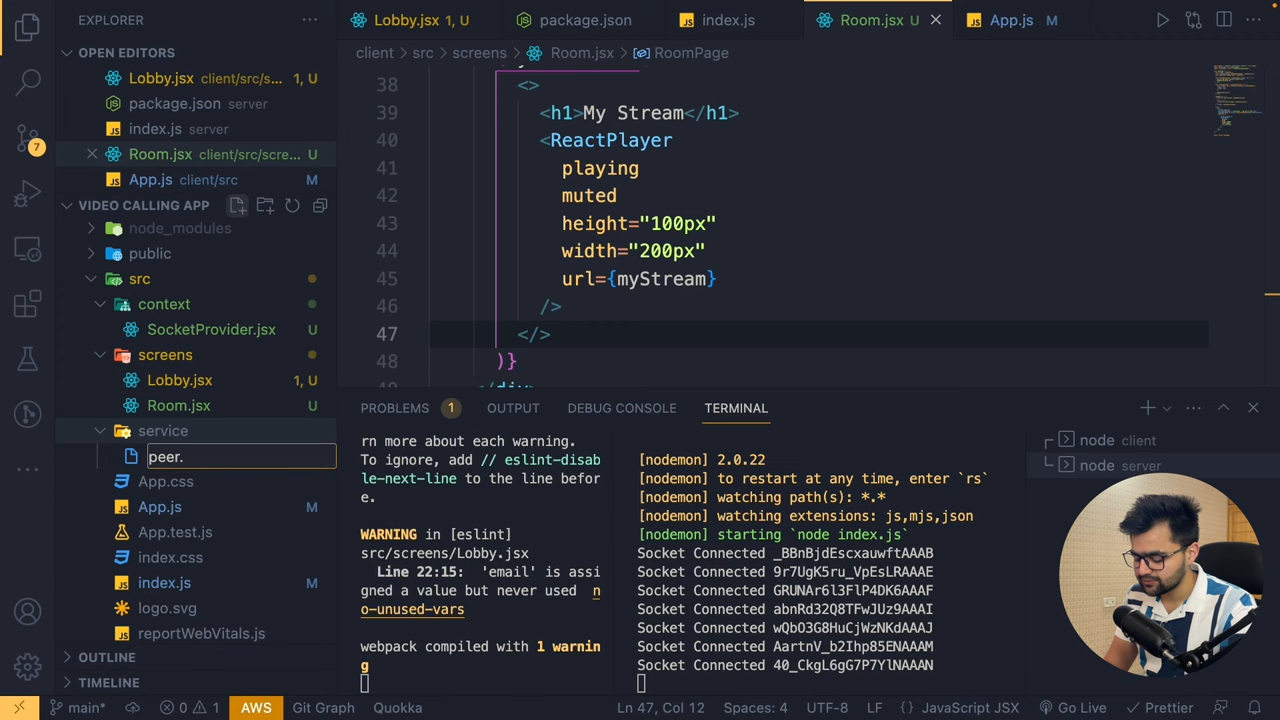 EXPLORER
OPEN EDITORS
Lobby.jsx client/src/s... 1, U
package.json server
index.js server
Room.jsx client/src/scre... U
App.js client/src M
VIDEO CALLING APP
node_modules
public
src
context
SocketProvider.jsx U
screens
Lobby.jsx 1, U
Room.jsx U
service
peer.
App.css
App.js M
App.test.js
index.css
index.js M
logo.svg
reportWebVitals.js
OUTLINE
TIMELINE
7
Lobby.jsx 1, U
package.json
index.js
Room.jsx U
App.js M
client > src > screens > Room.jsx > RoomPage
38 <>
39 <h1>My Stream</h1>
40 <ReactPlayer
41 playing
42 muted
43 height="100px"
44 width="200px"
45 url={myStream}
46 />
47 </>
48 )}
</div>
PROBLEMS 1 OUTPUT DEBUG CONSOLE TERMINAL
rn more about each warning.
To ignore, add // eslint-disab
le-next-line to the line befor
e.
WARNING in [eslint]
src/screens/Lobby.jsx
Line 22:15: 'email' is assi
gned a value but never used n
o-unused-vars
webpack compiled with 1 warnin
g
[nodemon] 2.0.22
[nodemon] to restart at any time, enter `rs`
[nodemon] watching path(s): *.*
[nodemon] watching extensions: js,mjs,json
[nodemon] starting `node index.js`
Socket Connected _BBnBjdEscxauwftAAAB
Socket Connected 9r7UgK5ru_VpEsLRAAAE
Socket Connected GRUNAr6l3FlP4DK6AAAF
Socket Connected abnRd32Q8TFwJUz9AAAI
Socket Connected wQbO3G8HuCjWzNKdAAAJ
Socket Connected AartnV_b2Ihp85ENAAAM
Socket Connected 40_CkgL6gG7P7YlNAAAN
node client
node server
main* 0 1 AWS Git Graph Quokka Ln 47, Col 12 Spaces: 4 UTF-8 LF {} JavaScript JSX Go Live Prettier